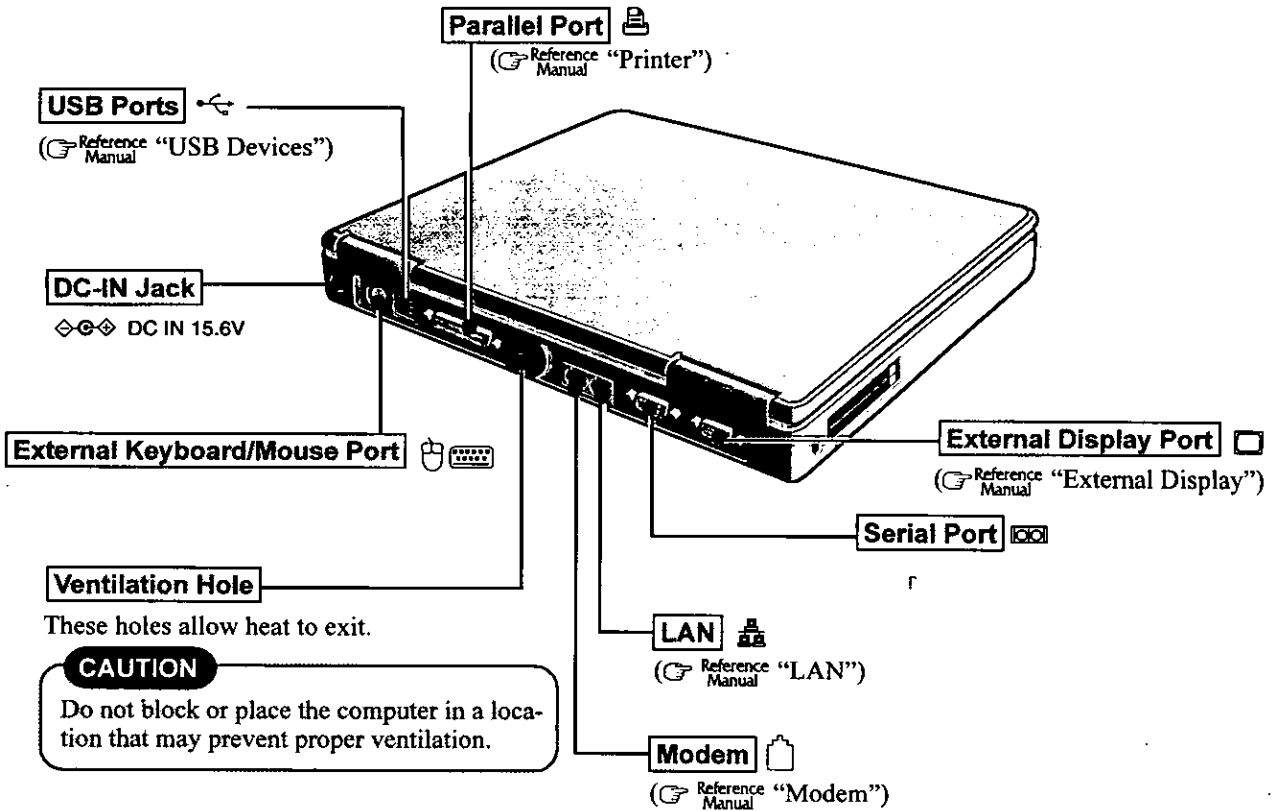 Parallel Port
(Reference Manual “Printer”)
USB Ports
(Reference Manual “USB Devices”)
DC-IN Jack
DC IN 15.6V
External Keyboard/Mouse Port
External Display Port
(Reference Manual “External Display”)
Serial Port
Ventilation Hole
These holes allow heat to exit.
CAUTION
Do not block or place the computer in a loca-
tion that may prevent proper ventilation.
LAN
(Reference Manual “LAN”)
Modem
(Reference Manual “Modem”)